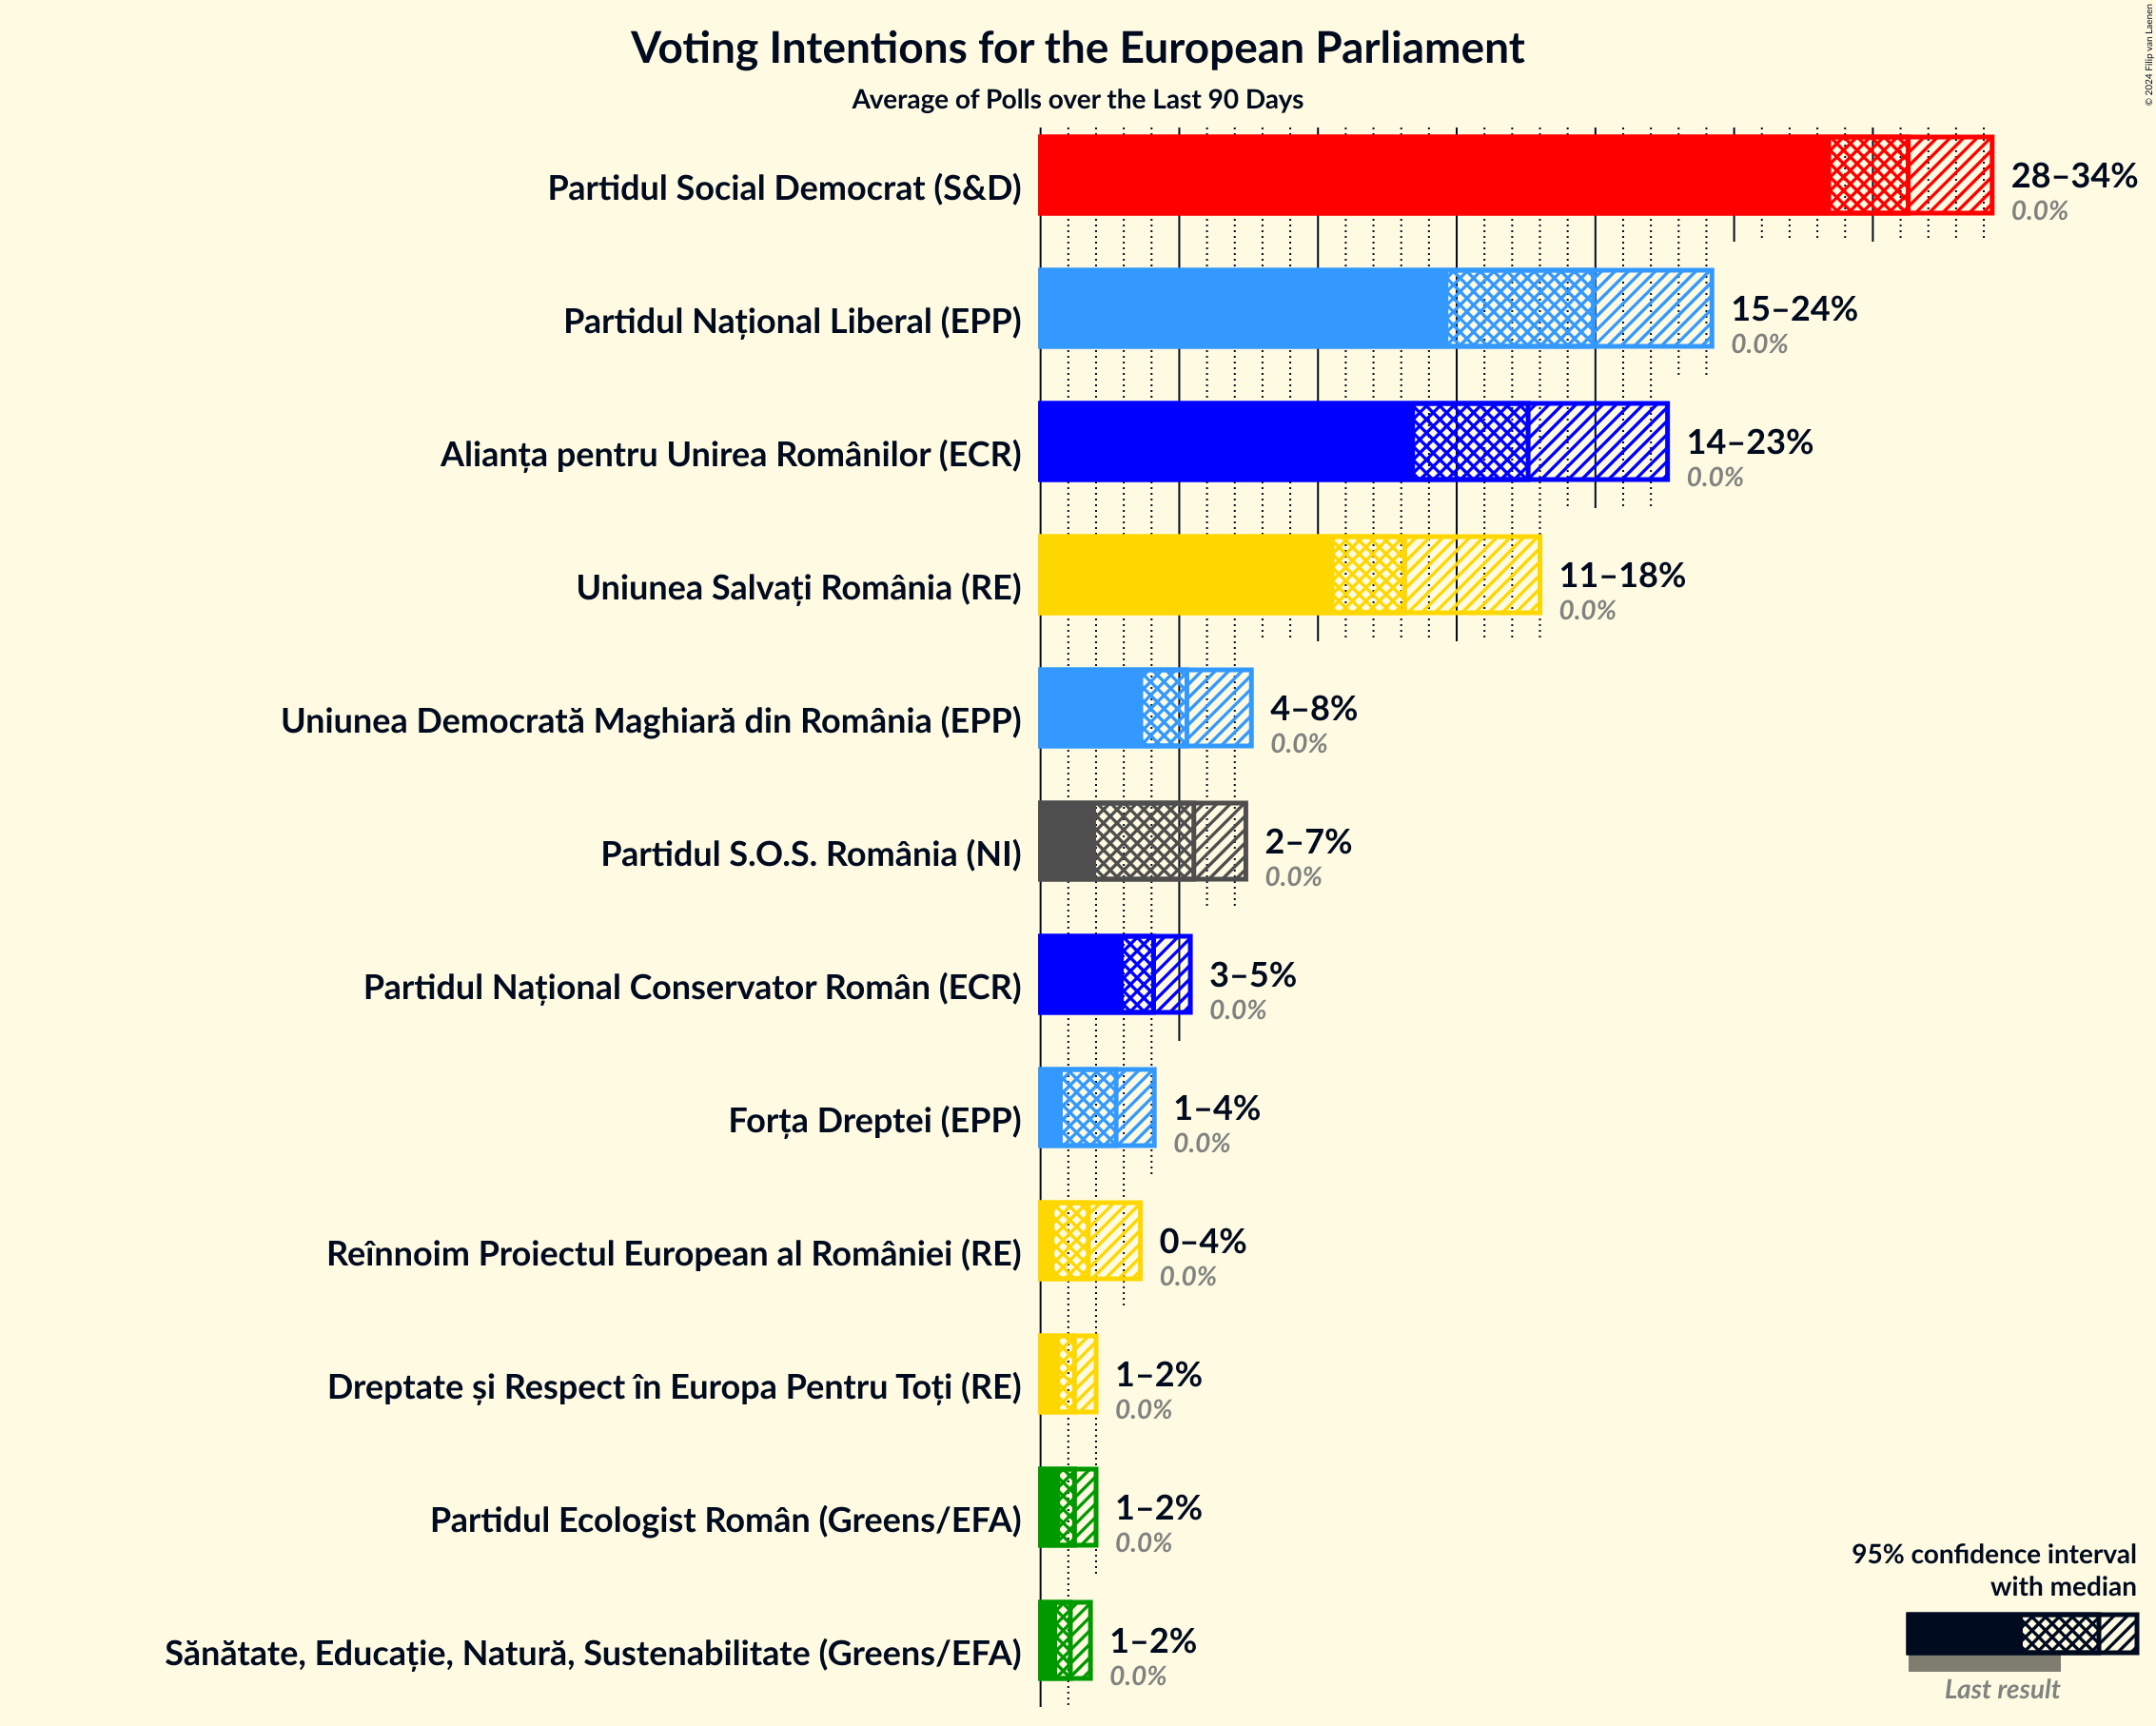 Voting Intentions for the European Parliament
Average of Polls over the Last 90 Days
© 2024 Filip van Laenen
Partidul Social Democrat (S&D)
28–34%
0.0%
Partidul Național Liberal (EPP)
15–24%
0.0%
Alianța pentru Unirea Românilor (ECR)
14–23%
0.0%
Uniunea Salvați România (RE)
11–18%
0.0%
Uniunea Democrată Maghiară din România (EPP)
4–8%
0.0%
Partidul S.O.S. România (NI)
2–7%
0.0%
Partidul Național Conservator Român (ECR)
3–5%
0.0%
Forța Dreptei (EPP)
1–4%
0.0%
Reînnoim Proiectul European al României (RE)
0–4%
0.0%
Dreptate și Respect în Europa Pentru Toți (RE)
1–2%
0.0%
Partidul Ecologist Român (Greens/EFA)
1–2%
0.0%
Sănătate, Educație, Natură, Sustenabilitate (Greens/EFA)
1–2%
0.0%
95% confidence interval
with median
Last result